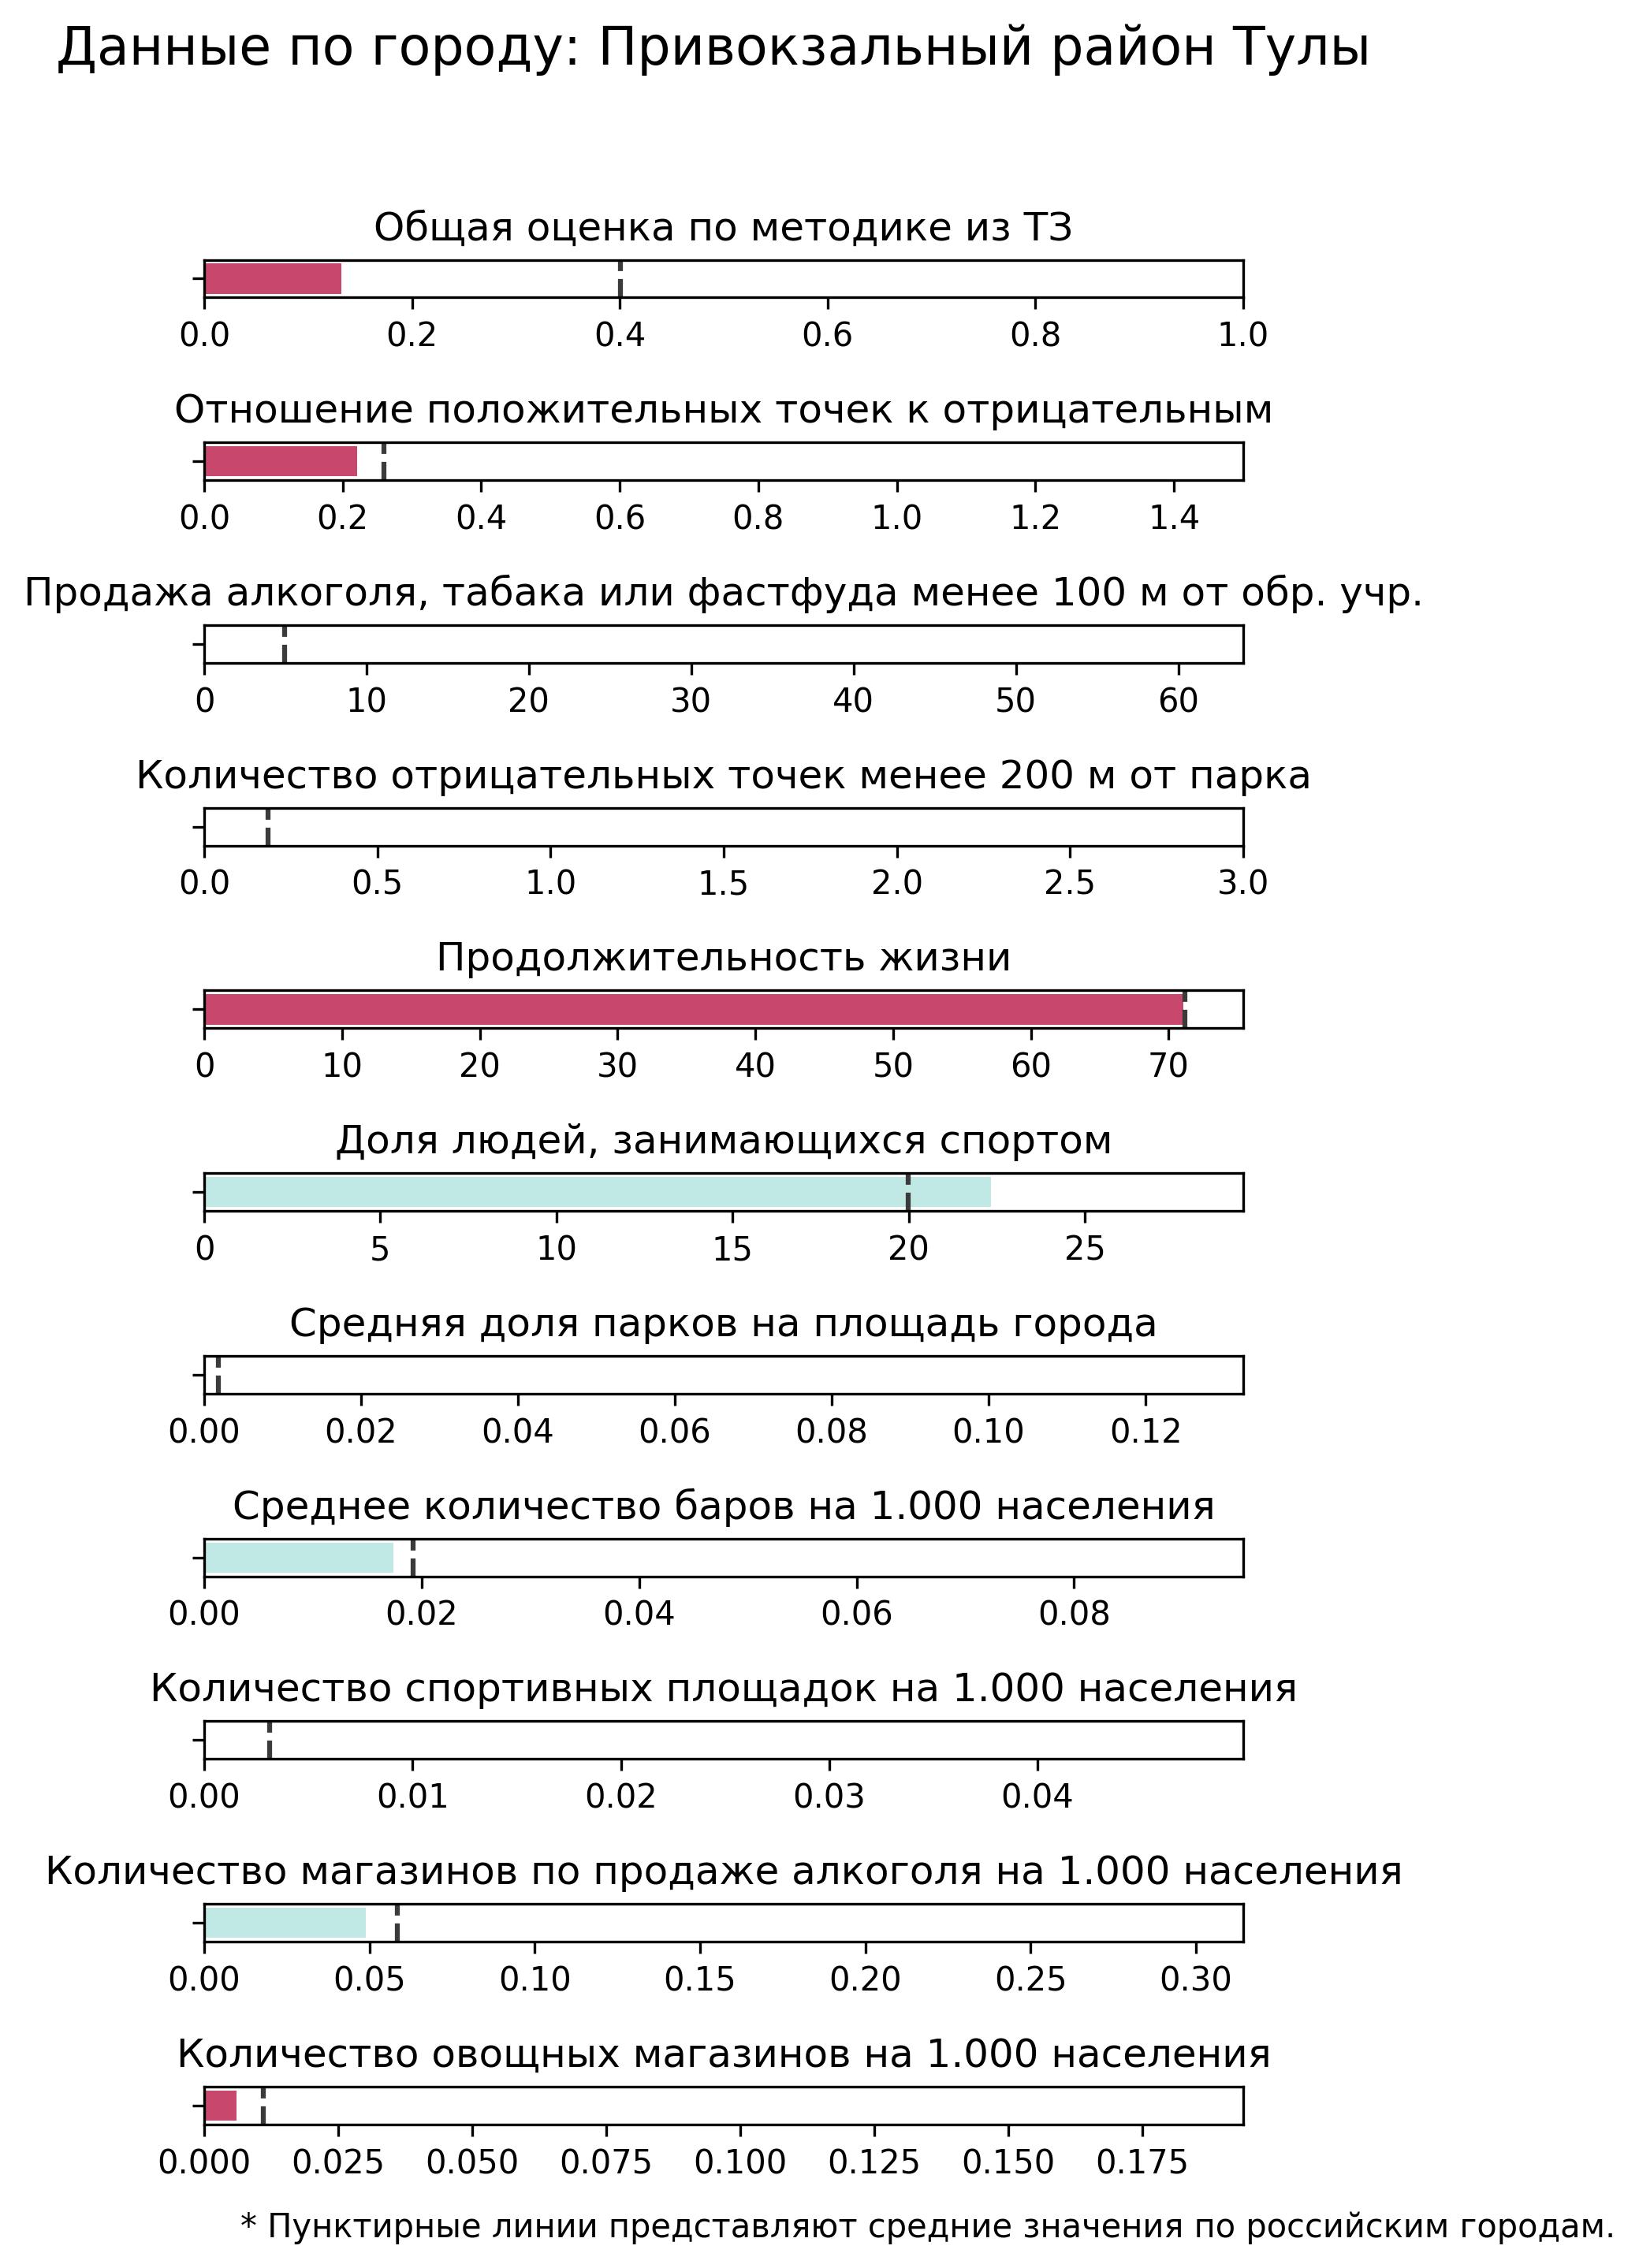 Данные по городу: Привокзальный район Тулы
Общая оценка по методике из ТЗ
0.0 0.2 0.4 0.6 0.8 1.0
Отношение положительных точек к отрицательным
0.0 0.2 0.4 0.6 0.8 1.0 1.2 1.4
Продажа алкоголя, табака или фастфуда менее 100 м от обр. учр.
0 10 20 30 40 50 60
Количество отрицательных точек менее 200 м от парка
0.0 0.5 1.0 1.5 2.0 2.5 3.0
Продолжительность жизни
0 10 20 30 40 50 60 70
Доля людей, занимающихся спортом
0 5 10 15 20 25
Средняя доля парков на площадь города
0.00 0.02 0.04 0.06 0.08 0.10 0.12
Среднее количество баров на 1.000 населения
0.00 0.02 0.04 0.06 0.08
Количество спортивных площадок на 1.000 населения
0.00 0.01 0.02 0.03 0.04
Количество магазинов по продаже алкоголя на 1.000 населения
0.00 0.05 0.10 0.15 0.20 0.25 0.30
Количество овощных магазинов на 1.000 населения
0.000 0.025 0.050 0.075 0.100 0.125 0.150 0.175
* Пунктирные линии представляют средние значения по российским городам.